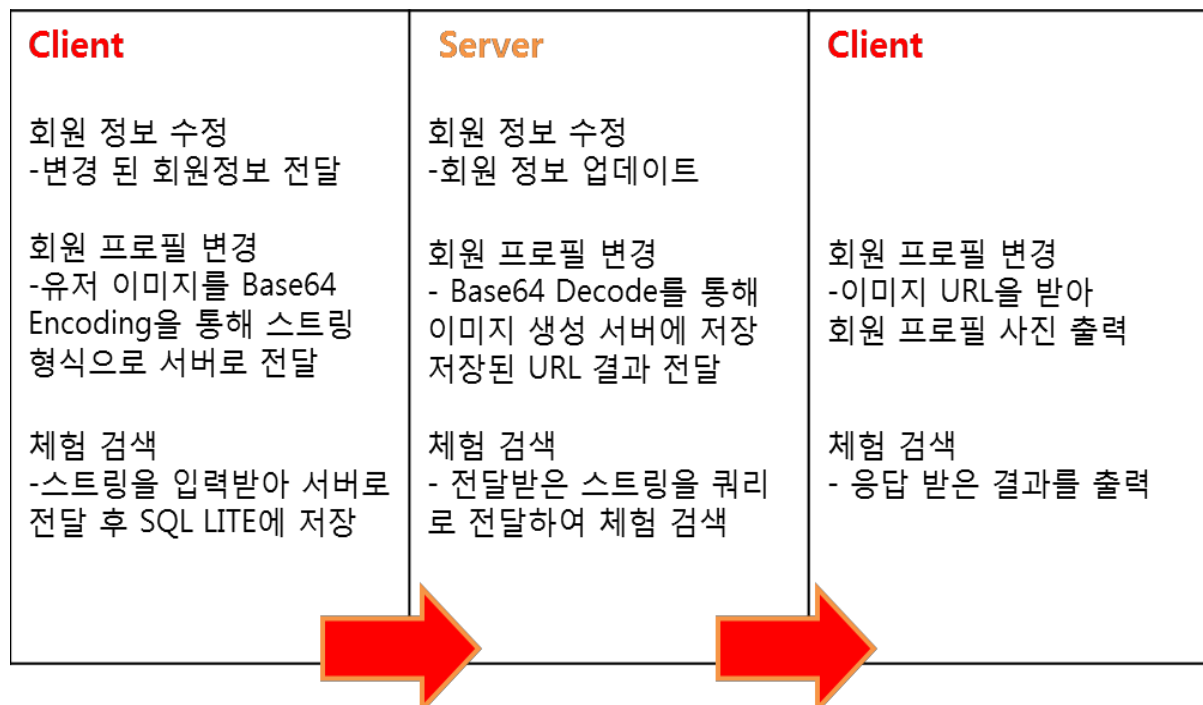 Client
회원 정보 수정
-변경 된 회원정보 전달
회원 프로필 변경
-유저 이미지를 Base64
Encoding을 통해 스트링
형식으로 서버로 전달
체험 검색
-스트링을 입력받아 서버로
전달 후 SQL LITE에 저장
Server
회원 정보 수정
-회원 정보 업데이트
회원 프로필 변경
- Base64 Decode를 통해
이미지 생성 서버에 저장
저장된 URL 결과 전달
체험 검색
- 전달받은 스트링을 쿼리
로 전달하여 체험 검색
Client
회원 프로필 변경
-이미지 URL을 받아
회원 프로필 사진 출력
체험 검색
- 응답 받은 결과를 출력